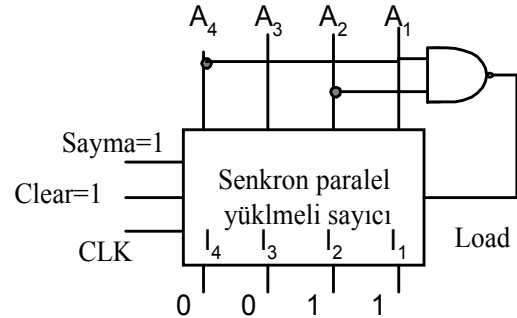 A4 A3 A2 A1
Sayma=1
Clear=1
CLK
Senkron paralel
yüklmeli sayıcı
I4 I3 I2 I1
Load
0 0 1 1